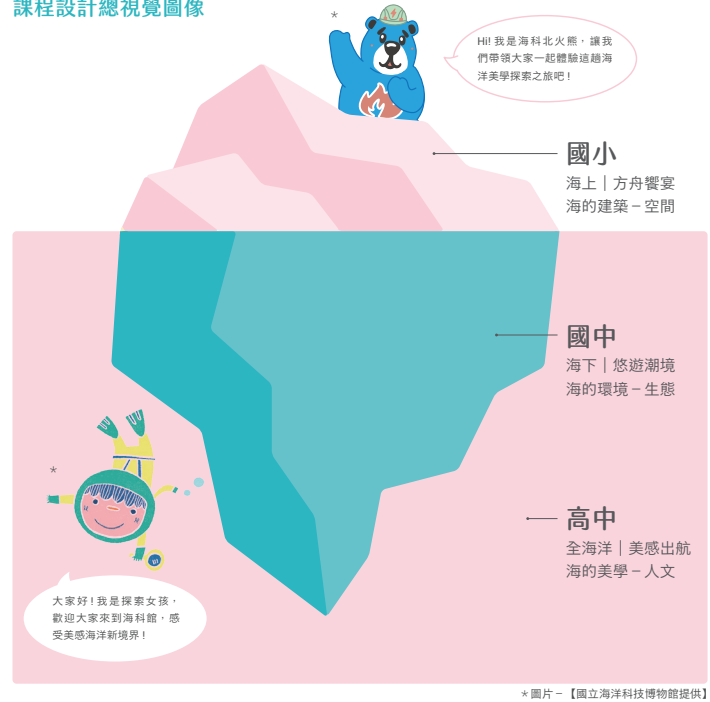 課程設計總視覺圖像
*
Hi! 我是海科北火熊，讓我
們帶領大家一起體驗這趟海
洋美學探索之旅吧！
國小
海上｜方舟饗宴
海的建築－空間
國中
海下｜悠遊潮境
海的環境－生態
*
高中
全海洋｜美感出航
海的美學－人文
大家好！我是探索女孩，
歡迎大家來到海科館，感
受美感海洋新境界！
*圖片－【國立海洋科技博物館提供】